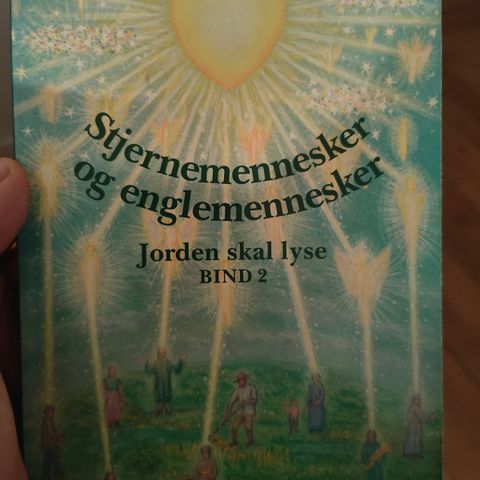 Stjernemennesker
og englemennesker
Jorden skal lyse
BIND 2